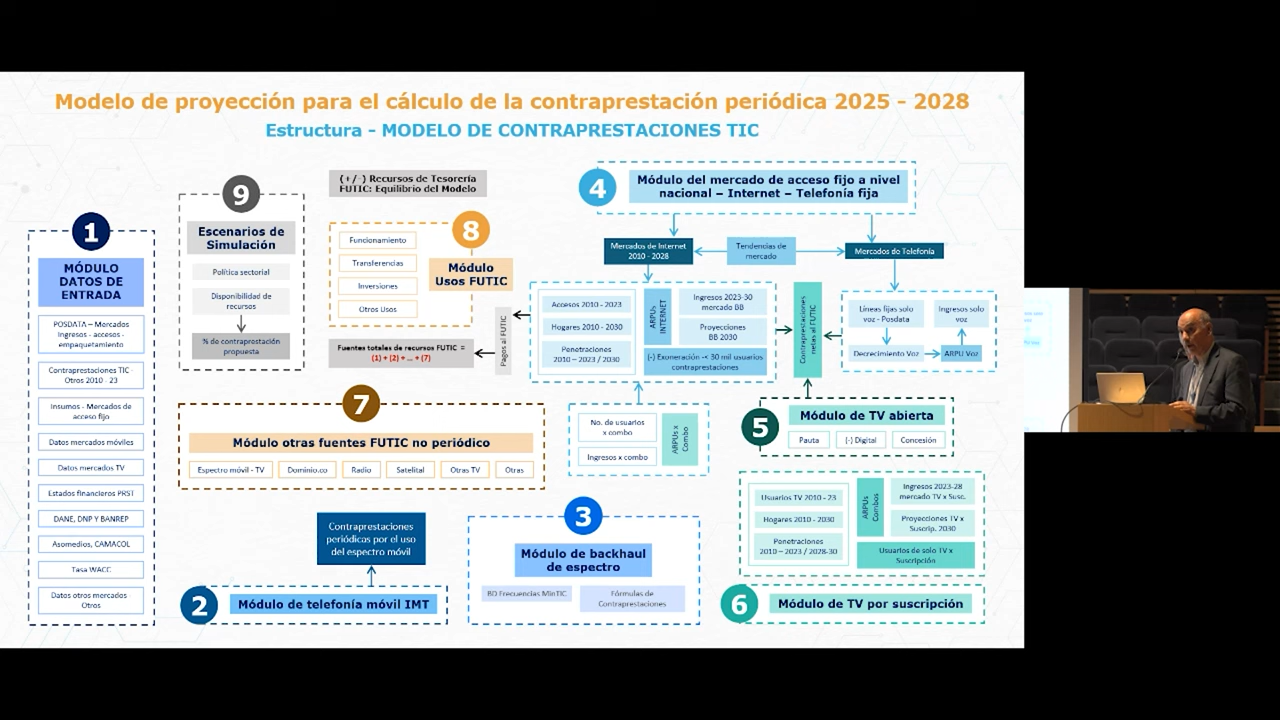 Modelo de proyección para el cálculo de la contraprestación periódica 2025 - 2028
Estructura - MODELO DE CONTRAPRESTACIONES TIC
1
MÓDULO
DATOS DE
ENTRADA
POSDATA – Mercados
Ingresos - accesos -
empaquetamiento
Contraprestaciones TIC -
Otros 2010 - 23
Insumos - Mercados de
acceso fijo
Datos mercados móviles
Datos mercados TV
Estados financieros PRST
DANE, DNP Y BANREP
Asomedios, CAMACOL
Tasa WACC
Datos otros mercados
Otros
9
Escenarios de
Simulación
Política sectorial
Disponibilidad de
recursos
% de contraprestación
propuesta
(+/-) Recursos de Tesorería
FUTIC: Equilibrio del Modelo
8
Módulo
Usos FUTIC
Funcionamiento
Transferencias
Inversiones
Otros Usos
Fuentes totales de recursos FUTIC =
(1) + (2) + ... + (7)
Pagos al FUTIC
4
Módulo del mercado de acceso fijo a nivel
nacional – Internet – Telefonía fija
Mercados de Internet
2010 - 2028
Tendencias de
mercado
Mercados de Telefonía
Accesos 2010 - 2023
Hogares 2010 - 2030
Penetraciones
2010 – 2023 / 2030
ARPUs
INTERNET
Ingresos 2023-30
mercado BB
Proyecciones
BB 2030
(-) Exoneración -< 30 mil usuarios
contraprestaciones
Contraprestaciones
netas al FUTIC
Líneas fijas solo
voz - Posdata
Ingresos solo
voz
Decrecimiento Voz
ARPU Voz
No. de usuarios
x combo
Ingresos x combo
ARPUs x
Combo
7
Módulo otras fuentes FUTIC no periódico
Espectro móvil - TV
Dominio.co
Radio
Satelital
Otras TV
Otras
5
Módulo de TV abierta
Pauta
(-) Digital
Concesión
Usuarios TV 2010 - 23
Hogares 2010 - 2030
Penetraciones
2010 – 2023 / 2028-30
ARPUs
Combos
Ingresos 2023-28
mercado TV x Susc.
Proyecciones TV x
Suscrip. 2030
Usuarios de solo TV x
Suscripción
6
Módulo de TV por suscripción
Contraprestaciones
periódicas por el uso
del espectro móvil
2
Módulo de telefonía móvil IMT
3
Módulo de backhaul
de espectro
BD Frecuencias MinTIC
Fórmulas de
Contraprestaciones